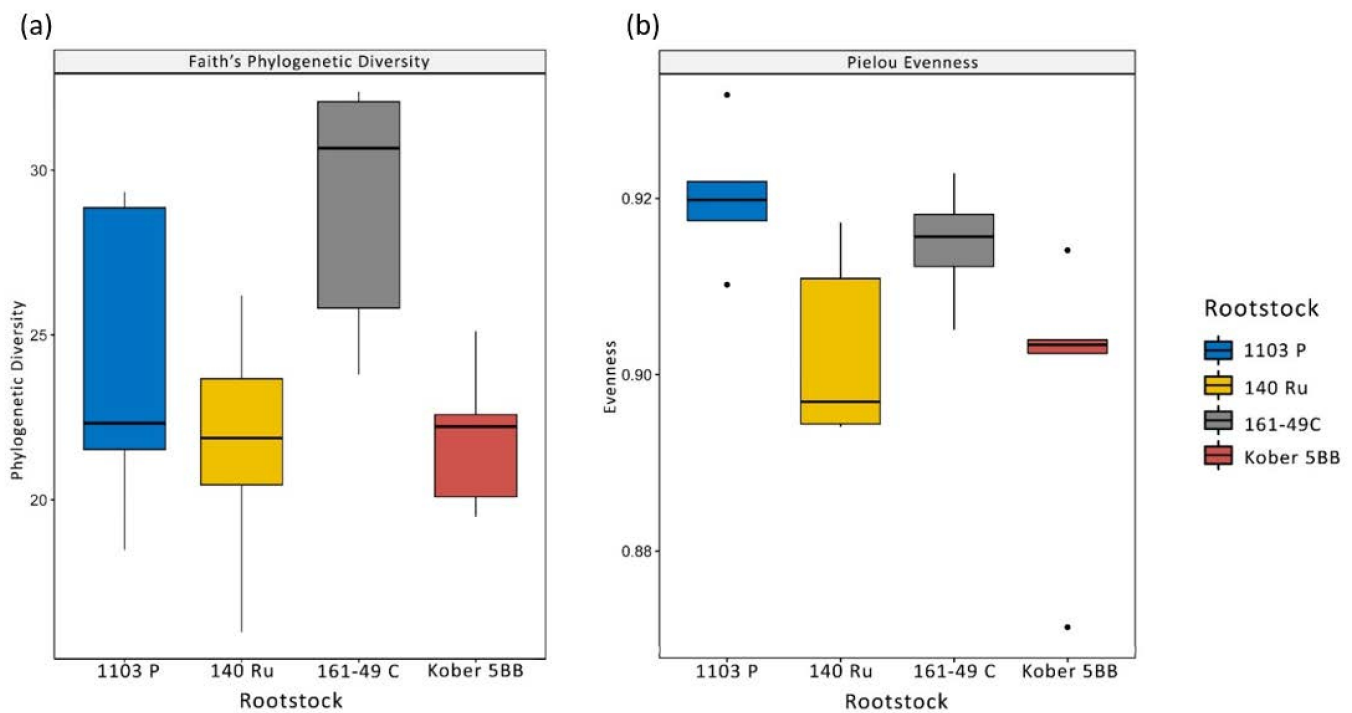 (a)
Faith's Phylogenetic Diversity
Phylogenetic Diversity
30
25
20
1103 P 140 Ru 161-49 C Kober 5BB
Rootstock
(b)
Pielou Evenness
Evenness
0.92
0.90
0.88
1103 P 140 Ru 161-49 C Kober 5BB
Rootstock
Rootstock
1103 P
140 Ru
161-49C
Kober 5BB